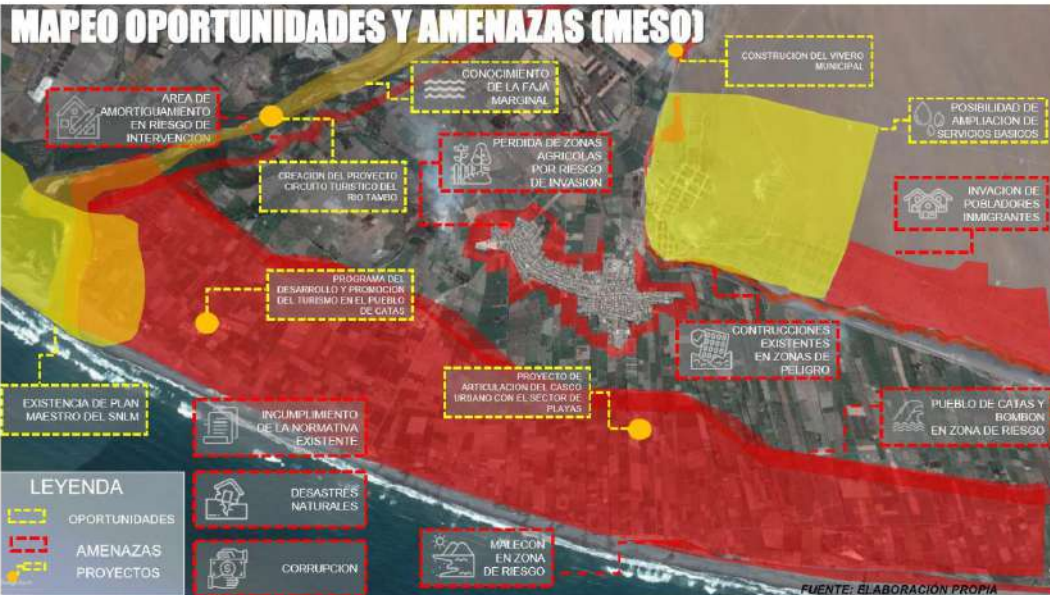 MAPEO OPORTUNIDADES Y AMENAZAS (MESO)
CONSTRUCION DEL VIVERO
MUNICIPAL
CONOCIMIENTO
DE LA FAJA
MARGINAL
AREA DE
AMORTIGUAMIENTO
EN RIESGO DE
INTERVENCION
POSIBILIDAD DE
AMPLIACION DE
SERVICIOS BASICOS
PERDIDA DE ZONAS
AGRICOLAS
POR RIESGO
DE INVASION
CREACION DEL PROYECTO
CIRCUITO TURISTICO DEL
RIO TAMBO
INVACION DE
POBLADORES
INMIGRANTES
PROGRAMA DEL
DESARROLLO Y PROMOCION
DEL TURISMO EN EL PUEBLO
DE CATAS
CONTRUCCIONES
EXISTENTES
EN ZONAS DE
PELIGRO
PROYECTO DE
ARTICULACION DEL CASCO
URBANO CON EL SECTOR DE
PLAYAS
EXISTENCIA DE PLAN
MAESTRO DEL SNLM
INCUMPLIMIENTO
DE LA NORMATIVA
EXISTENTE
PUEBLO DE CATAS Y
BOMBON
EN ZONA DE RIESGO
LEYENDA
OPORTUNIDADES
AMENAZAS
PROYECTOS
DESASTRES
NATURALES
CORRUPCION
MALECON
EN ZONA
DE RIESGO
FUENTE: ELABORACIÓN PROPIA